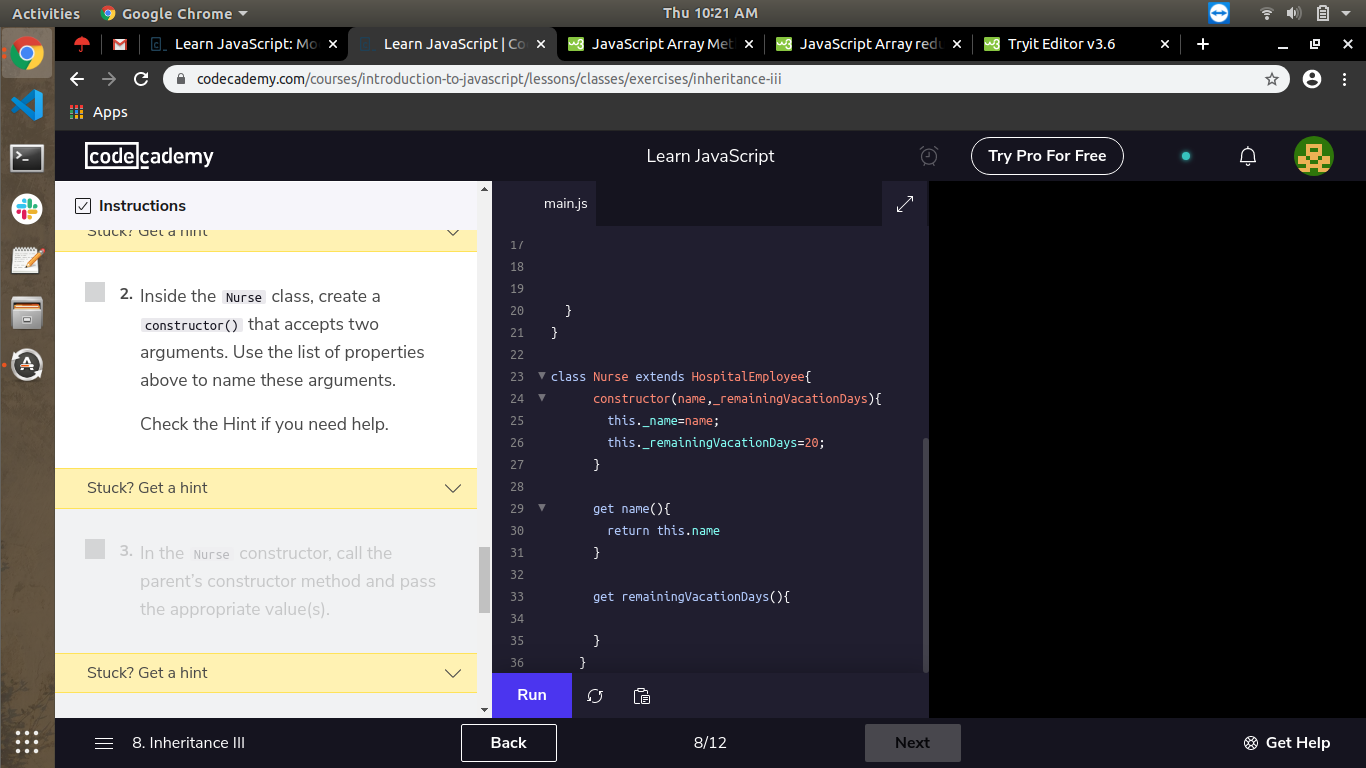 Activities
Google Chrome
Thu 10:21 AM
Learn JavaScript: Mo
Learn JavaScript | Co
JavaScript Array Met
JavaScript Array redu
Tryit Editor v3.6
codecademy.com/courses/introduction-to-javascript/lessons/classes/exercises/inheritance-iii
Apps
codecademy
Learn JavaScript
Try Pro For Free
Instructions
Stuck? Get a hint
2. Inside the Nurse class, create a
constructor() that accepts two
arguments. Use the list of properties
above to name these arguments.
Check the Hint if you need help.
Stuck? Get a hint
3. In the Nurse constructor, call the
parent's constructor method and pass
the appropriate value(s).
Stuck? Get a hint
main.js
17
18
19
20 }
21 }
22
23 class Nurse extends HospitalEmployee{
24 constructor(name,_remainingVacationDays){
25 this._name=name;
26 this._remainingVacationDays=20;
27 }
28
29 get name(){
30 return this.name
31 }
32
33 get remainingVacationDays(){
34
35 }
36 }
Run
8. Inheritance III
Back
8/12
Next
Get Help